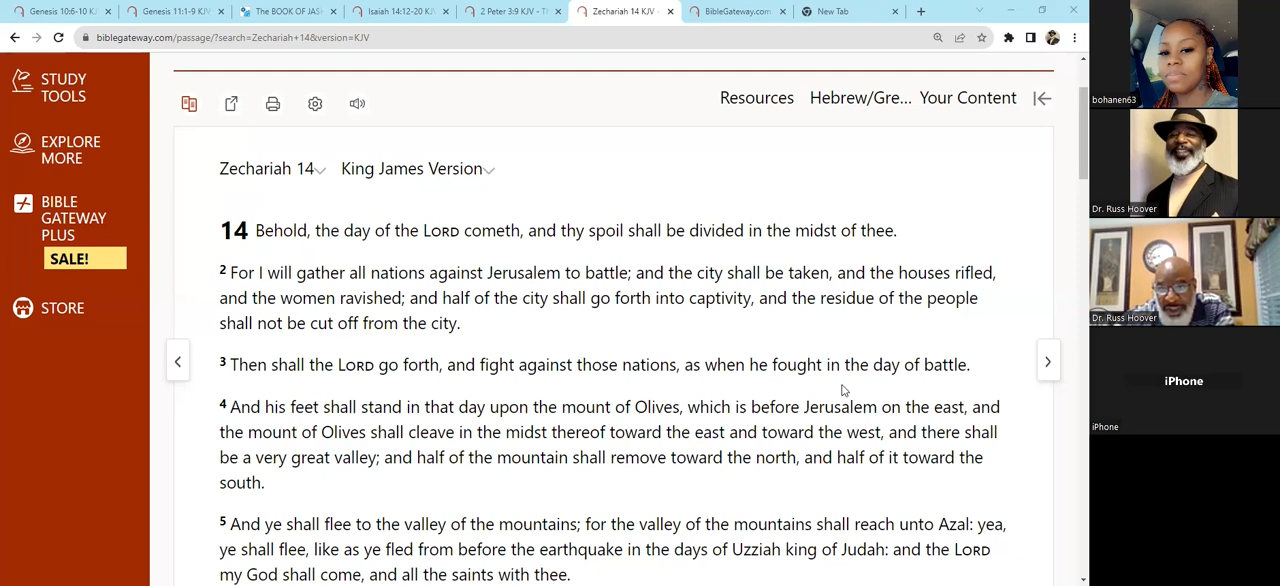 Genesis 10:6-10 KJ
Genesis 11:1-9 KJV
The BOOK OF JASH
Isaiah 14:12-20 KJV
2 Peter 3:9 KJV - Th
Zechariah 14 KJV -
BibleGateway.com
New Tab
biblegateway.com/passage/?search=Zechariah+14&version=KJV
STUDY
TOOLS
EXPLORE
MORE
BIBLE
GATEWAY
PLUS
SALE!
STORE
Resources Hebrew/Gre... Your Content
Zechariah 14 King James Version
14 Behold, the day of the LORD cometh, and thy spoil shall be divided in the midst of thee.
2 For I will gather all nations against Jerusalem to battle; and the city shall be taken, and the houses rifled,
and the women ravished; and half of the city shall go forth into captivity, and the residue of the people
shall not be cut off from the city.
3 Then shall the LORD go forth, and fight against those nations, as when he fought in the day of battle.
4 And his feet shall stand in that day upon the mount of Olives, which is before Jerusalem on the east, and
the mount of Olives shall cleave in the midst thereof toward the east and toward the west, and there shall
be a very great valley; and half of the mountain shall remove toward the north, and half of it toward the
south.
5 And ye shall flee to the valley of the mountains; for the valley of the mountains shall reach unto Azal: yea,
ye shall flee, like as ye fled from before the earthquake in the days of Uzziah king of Judah: and the LORD
my God shall come, and all the saints with thee.
bohanen63
Dr. Russ Hoover
Dr. Russ Hoover
iPhone
iPhone